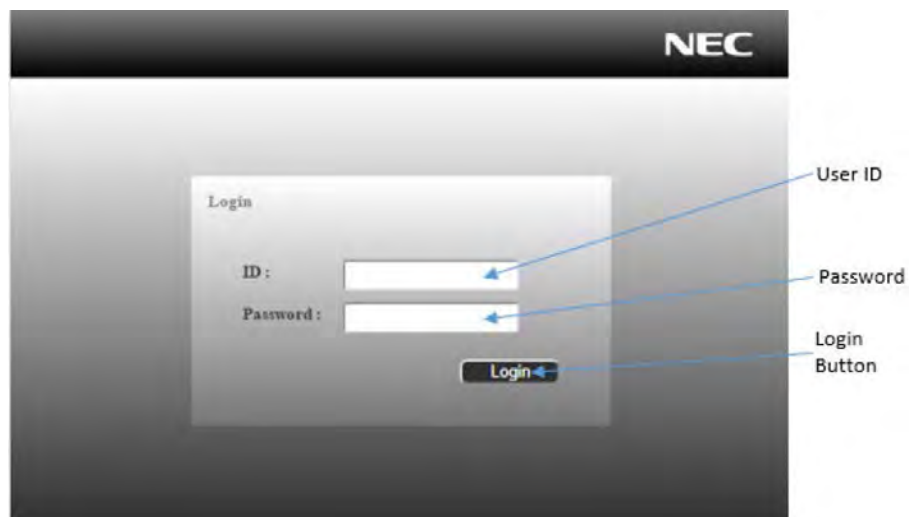 NEC
User ID
Login
ID :
Password
Password :
Login
Button
Login